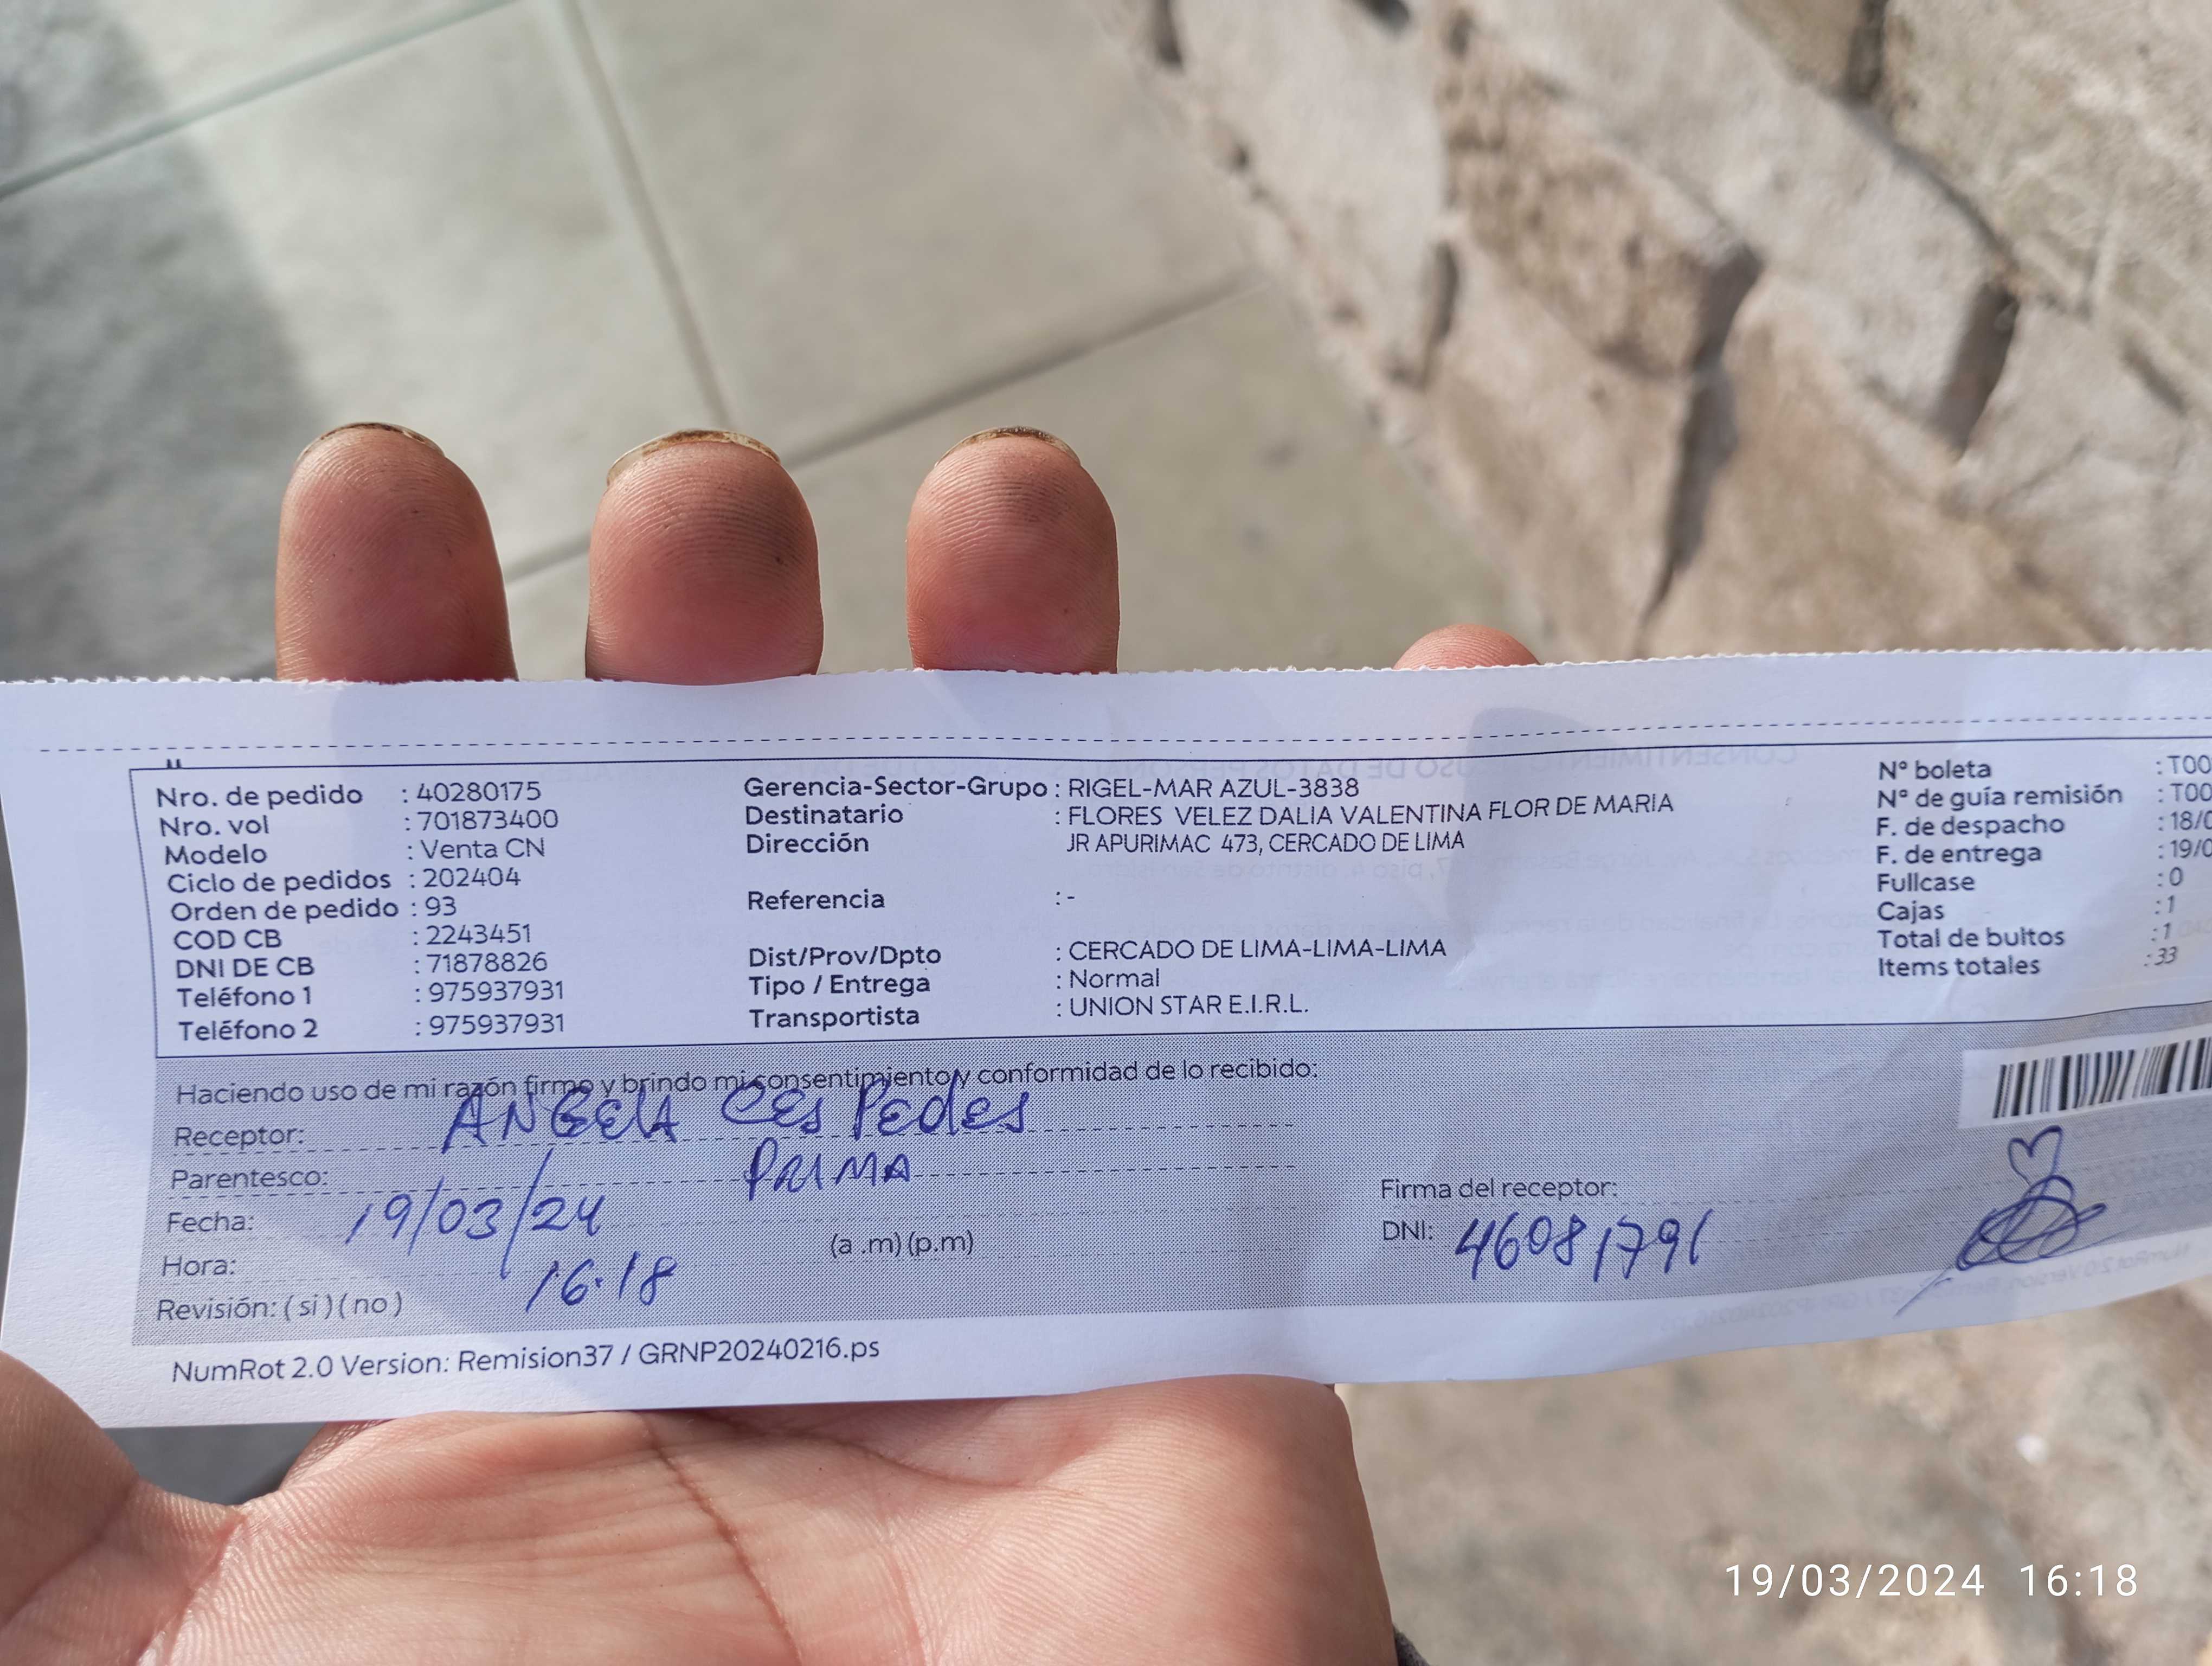 Nro. de pedido : 40280175
Nro. vol : 701873400
Modelo : Venta CN
Ciclo de pedidos : 202404
Orden de pedido : 93
COD CB : 2243451
DNI DE CB : 71878826
Teléfono 1 : 975937931
Teléfono 2 : 975937931
Gerencia-Sector-Grupo : RIGEL-MAR AZUL-3838
Destinatario : FLORES VELEZ DALIA VALENTINA FLOR DE MARIA
Dirección JR APURIMAC 473, CERCADO DE LIMA
Referencia : -
Dist/Prov/Dpto : CERCADO DE LIMA-LIMA-LIMA
Tipo / Entrega : Normal
Transportista : UNION STAR E.I.R.L.
N° boleta : T00
N° de guía remisión : T00
F. de despacho : 18/0
F. de entrega : 19/0
Fullcase : 0
Cajas : 1
Total de bultos : 1
Items totales : 33
Haciendo uso de mi razón firmo y brindo mi consentimiento y conformidad de lo recibido:
Receptor: ANGELA CEsPedes
Parentesco: PRIMA
Fecha: 19/03/24
Hora: 16:18 (a .m) (p.m)
Revisión: ( si ) ( no )
Firma del receptor:
DNI: 46081791
NumRot 2.0 Version: Remision37 / GRNP20240216.ps
19/03/2024 16:18